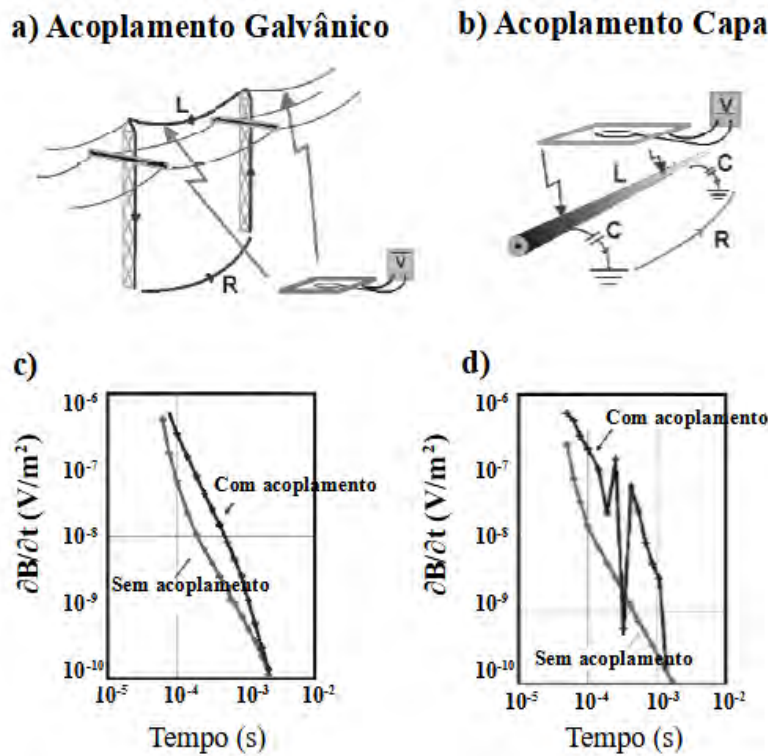 a) Acoplamento Galvânico
b) Acoplamento Capa
L
R
V
V
L
C
C
R
c)
d)
∂B/∂t (V/m²)
10⁻⁶
10⁻⁷
10⁻⁸
10⁻⁹
10⁻¹⁰
Com acoplamento
Sem acoplamento
10⁻⁵ 10⁻⁴ 10⁻³ 10⁻²
Tempo (s)
∂B/∂t (V/m²)
10⁻⁶
10⁻⁷
10⁻⁸
10⁻⁹
10⁻¹⁰
Com acoplamento
Sem acoplamento
10⁻⁵ 10⁻⁴ 10⁻³ 10⁻²
Tempo (s)